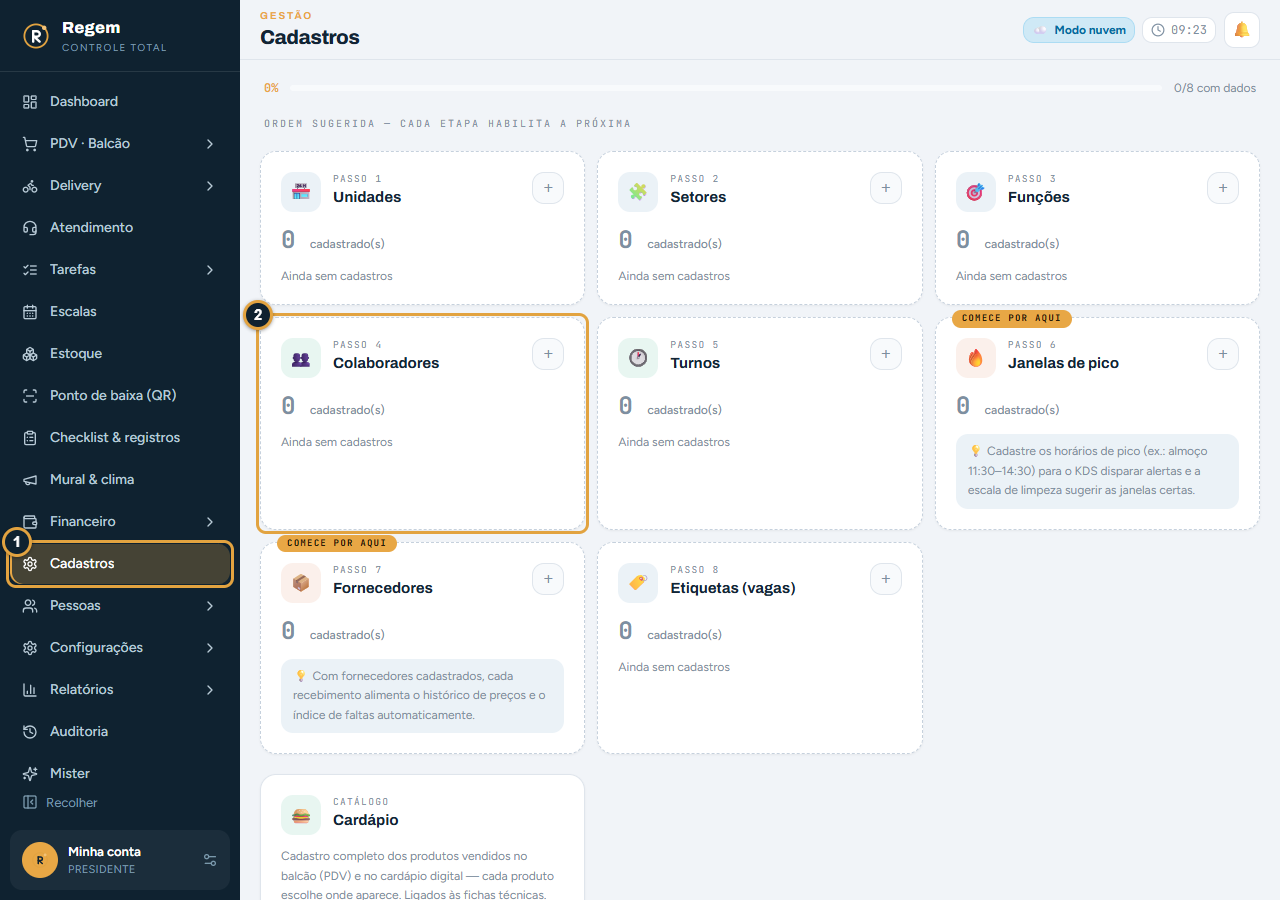 Regem
CONTROLE TOTAL
Dashboard
PDV · Balcão
Delivery
Atendimento
Tarefas
Escalas
Estoque
Ponto de baixa (QR)
Checklist & registros
Mural & clima
Financeiro
1
Cadastros
Pessoas
Configurações
Relatórios
Auditoria
Mister
Recolher
R
Minha conta
PRESIDENTE
GESTÃO
Cadastros
Modo nuvem
09:23
0%
0/8 com dados
ORDEM SUGERIDA — CADA ETAPA HABILITA A PRÓXIMA
PASSO 1
Unidades
+
0 cadastrado(s)
Ainda sem cadastros
PASSO 2
Setores
+
0 cadastrado(s)
Ainda sem cadastros
PASSO 3
Funções
+
0 cadastrado(s)
Ainda sem cadastros
2
PASSO 4
Colaboradores
+
0 cadastrado(s)
Ainda sem cadastros
PASSO 5
Turnos
+
0 cadastrado(s)
Ainda sem cadastros
COMECE POR AQUI
PASSO 6
Janelas de pico
+
0 cadastrado(s)
Cadastre os horários de pico (ex.: almoço
11:30–14:30) para o KDS disparar alertas e a
escala de limpeza sugerir as janelas certas.
COMECE POR AQUI
PASSO 7
Fornecedores
+
0 cadastrado(s)
Com fornecedores cadastrados, cada
recebimento alimenta o histórico de preços e o
índice de faltas automaticamente.
PASSO 8
Etiquetas (vagas)
+
0 cadastrado(s)
Ainda sem cadastros
CATÁLOGO
Cardápio
Cadastro completo dos produtos vendidos no
balcão (PDV) e no cardápio digital — cada produto
escolhe onde aparece. Ligados às fichas técnicas.